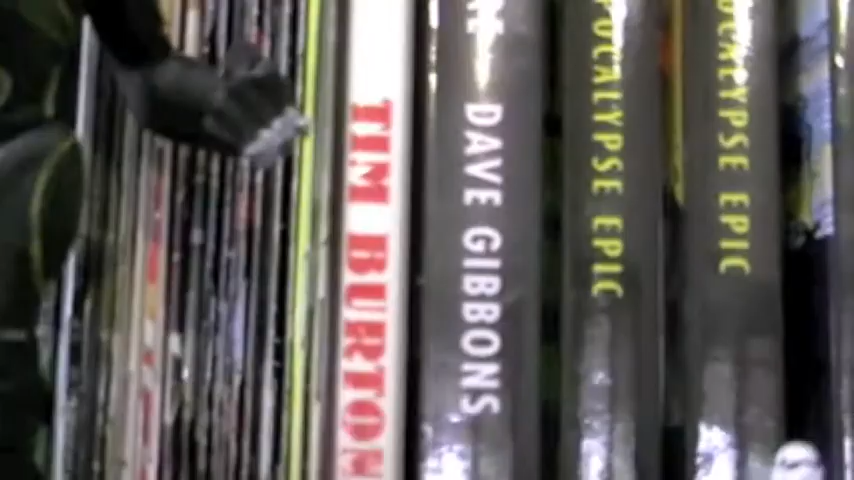 TIM BURTON
DAVE GIBBONS
POCALYPSE EPIC
OCALYPSE EPIC